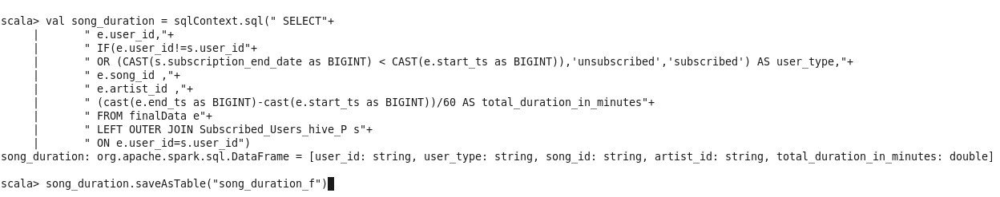 scala> val song_duration = sqlContext.sql(" SELECT"+
     |       " e.user_id,"+
     |       " IF(e.user_id!=s.user_id"+
     |       " OR (CAST(s.subscription_end_date as BIGINT) < CAST(e.start_ts as BIGINT)),'unsubscribed','subscribed') AS user_type,"+
     |       " e.song_id ,"+
     |       " e.artist_id ,"+
     |       " (cast(e.end_ts as BIGINT)-cast(e.start_ts as BIGINT))/60 AS total_duration_in_minutes"+
     |       " FROM finalData e"+
     |       " LEFT OUTER JOIN Subscribed_Users_hive_P s"+
     |       " ON e.user_id=s.user_id")
song_duration: org.apache.spark.sql.DataFrame = [user_id: string, user_type: string, song_id: string, artist_id: string, total_duration_in_minutes: double]
scala> song_duration.saveAsTable("song_duration_f")